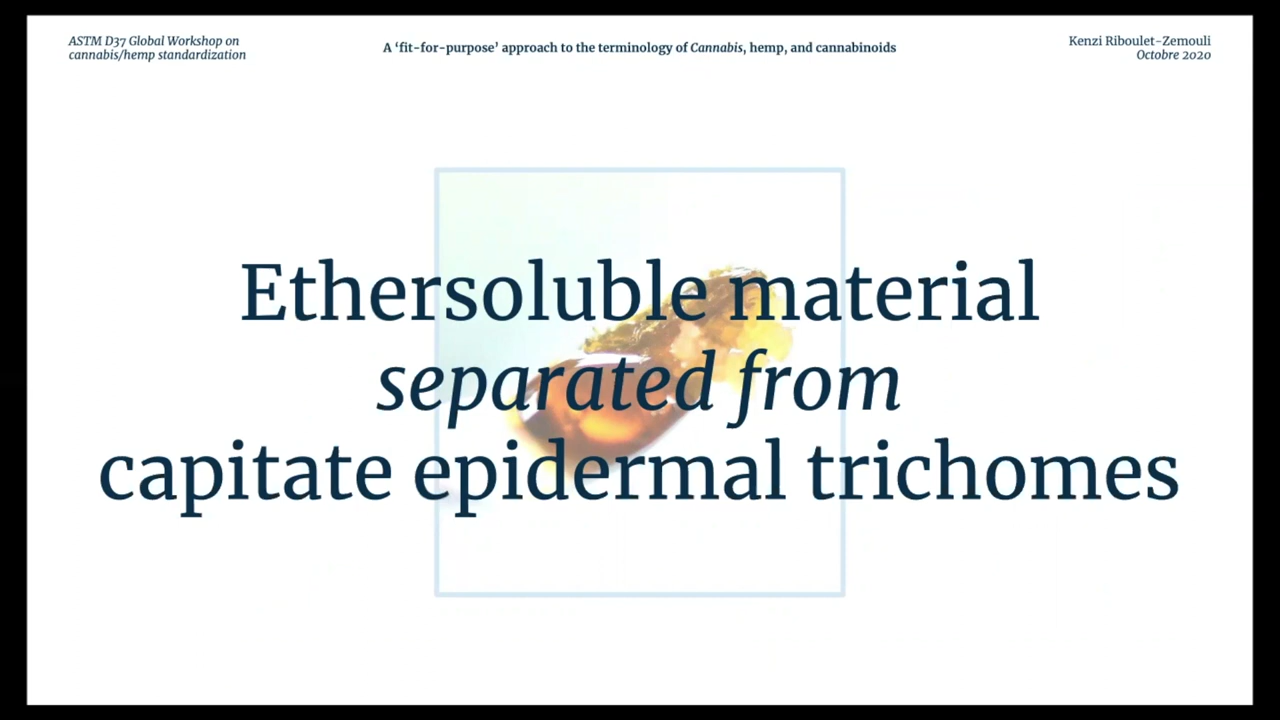 ASTM D37 Global Workshop on
cannabis/hemp standardization
A ‘fit-for-purpose’ approach to the terminology of Cannabis, hemp, and cannabinoids
Kenzi Riboulet-Zemouli
Octobre 2020
Ethersoluble material
separated from
capitate epidermal trichomes